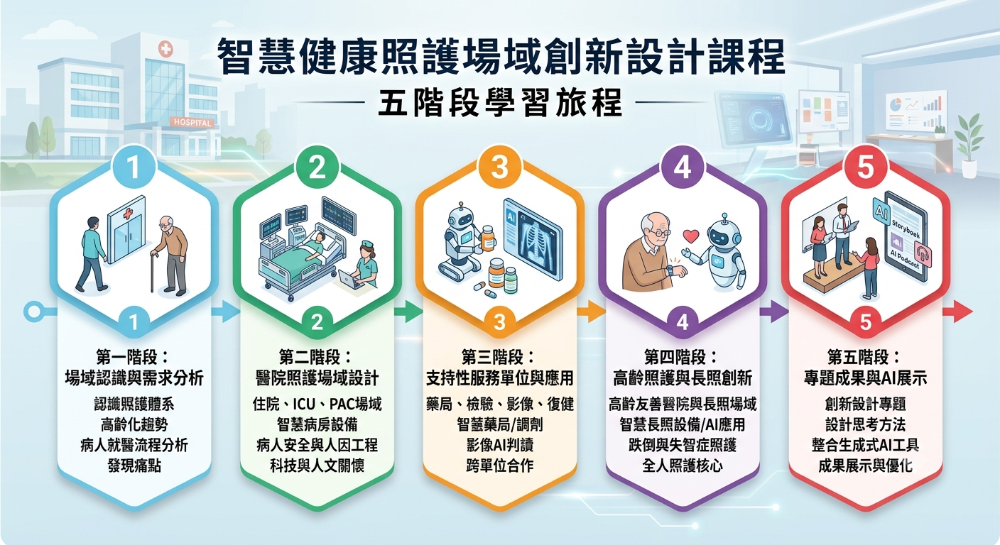 智慧健康照護場域創新設計課程
五階段學習旅程
HOSPITAL
1
2
3
4
5
AI
AI
Storyboek
AI
AI Podcast
1
2
3
4
5
第一階段：
場域認識與需求分析
認識照護體系
高齡化趨勢
病人就醫流程分析
發現痛點
第二階段：
醫院照護場域設計
住院、ICU、PAC場域
智慧病房設備
病人安全與人因工程
科技與人文關懷
第三階段：
支持性服務單位與應用
藥局、檢驗、影像、復健
智慧藥局/調劑
影像AI判讀
跨單位合作
第四階段：
高齡照護與長照創新
高齡友善醫院與長照場域
智慧長照設備/AI應用
跌倒與失智症照護
全人照護核心
第五階段：
專題成果與AI展示
創新設計專題
設計思考方法
整合生成式AI工具
成果展示與優化